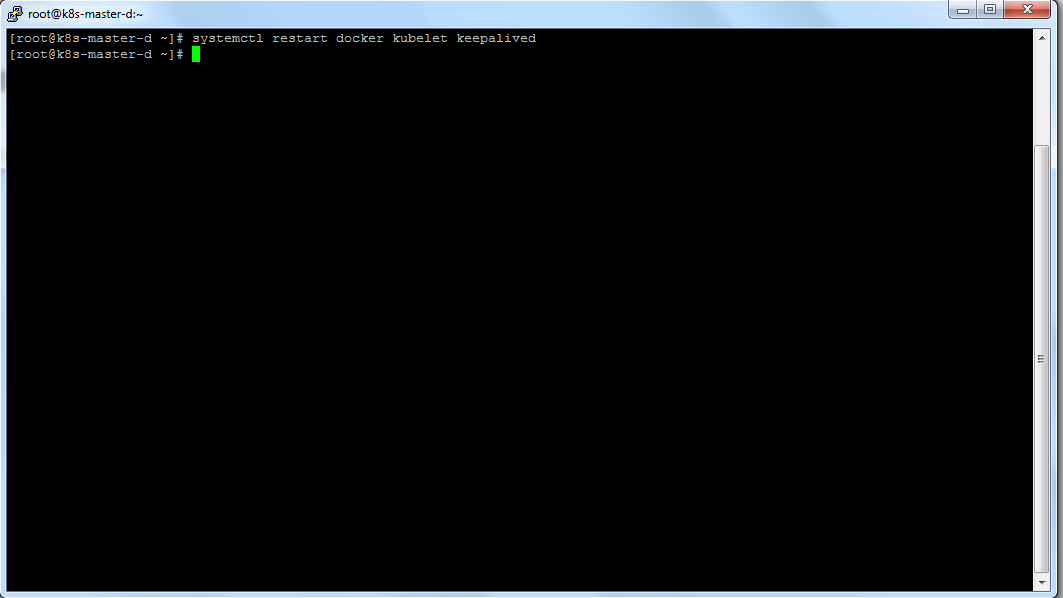 root@k8s-master-d:~
[root@k8s-master-d ~]# systemctl restart docker kubelet keepalived
[root@k8s-master-d ~]#